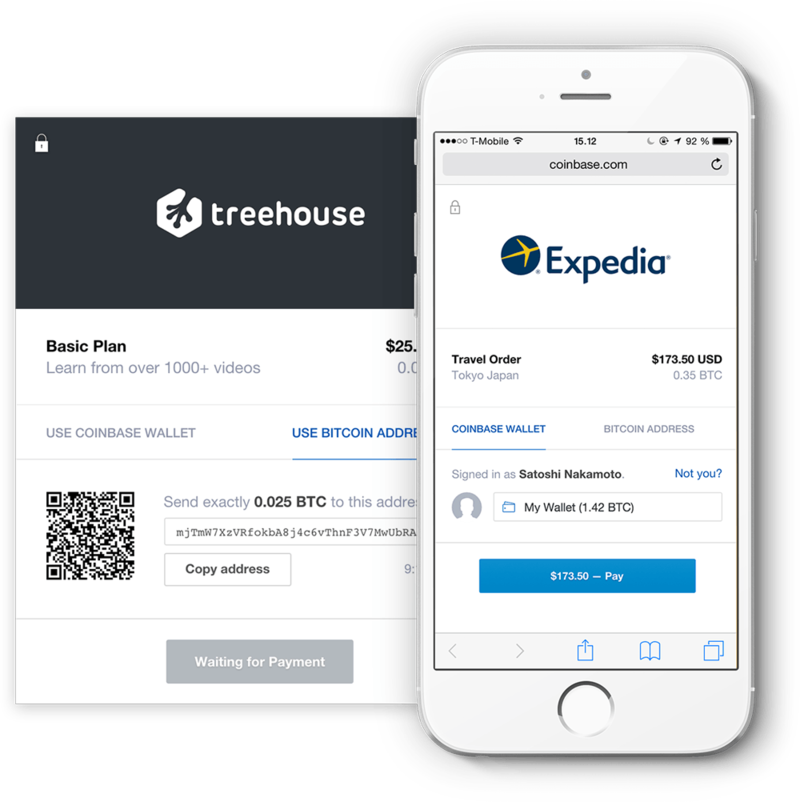 treehouse
Basic Plan
$25.
Learn from over 1000+ videos
0.0
USE COINBASE WALLET
USE BITCOIN ADDRE
Send exactly 0.025 BTC to this addre
mjTmW7XzVRfokbA8j4c6vThnF3V7MwUbRA
Copy address
9:
Waiting for Payment
T-Mobile
15.12
92 %
coinbase.com
Expedia®
Travel Order
$173.50 USD
Tokyo Japan
0.35 BTC
COINBASE WALLET
BITCOIN ADDRESS
Signed in as Satoshi Nakamoto.
Not you?
My Wallet (1.42 BTC)
$173.50 — Pay